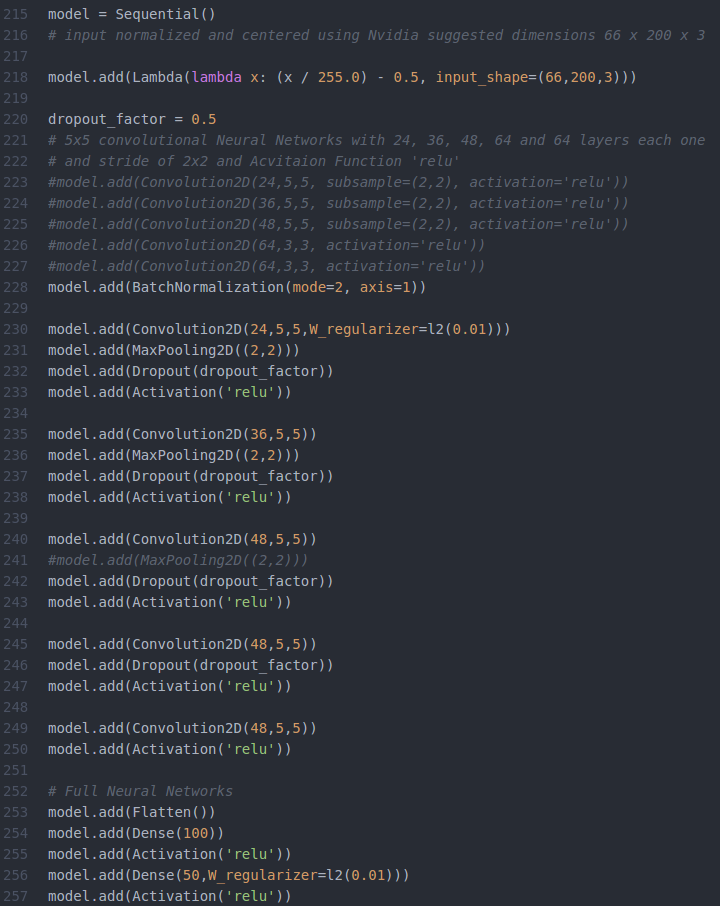 215 model = Sequential()
216 # input normalized and centered using Nvidia suggested dimensions 66 x 200 x 3
217
218 model.add(Lambda(lambda x: (x / 255.0) - 0.5, input_shape=(66,200,3)))
219
220 dropout_factor = 0.5
221 # 5x5 convolutional Neural Networks with 24, 36, 48, 64 and 64 layers each one
222 # and stride of 2x2 and Acvitaion Function 'relu'
223 #model.add(Convolution2D(24,5,5, subsample=(2,2), activation='relu'))
224 #model.add(Convolution2D(36,5,5, subsample=(2,2), activation='relu'))
225 #model.add(Convolution2D(48,5,5, subsample=(2,2), activation='relu'))
226 #model.add(Convolution2D(64,3,3, activation='relu'))
227 #model.add(Convolution2D(64,3,3, activation='relu'))
228 model.add(BatchNormalization(mode=2, axis=1))
229
230 model.add(Convolution2D(24,5,5,W_regularizer=l2(0.01)))
231 model.add(MaxPooling2D((2,2)))
232 model.add(Dropout(dropout_factor))
233 model.add(Activation('relu'))
234
235 model.add(Convolution2D(36,5,5))
236 model.add(MaxPooling2D((2,2)))
237 model.add(Dropout(dropout_factor))
238 model.add(Activation('relu'))
239
240 model.add(Convolution2D(48,5,5))
241 #model.add(MaxPooling2D((2,2)))
242 model.add(Dropout(dropout_factor))
243 model.add(Activation('relu'))
244
245 model.add(Convolution2D(48,5,5))
246 model.add(Dropout(dropout_factor))
247 model.add(Activation('relu'))
248
249 model.add(Convolution2D(48,5,5))
250 model.add(Activation('relu'))
251
252 # Full Neural Networks
253 model.add(Flatten())
254 model.add(Dense(100))
255 model.add(Activation('relu'))
256 model.add(Dense(50,W_regularizer=l2(0.01)))
257 model.add(Activation('relu'))